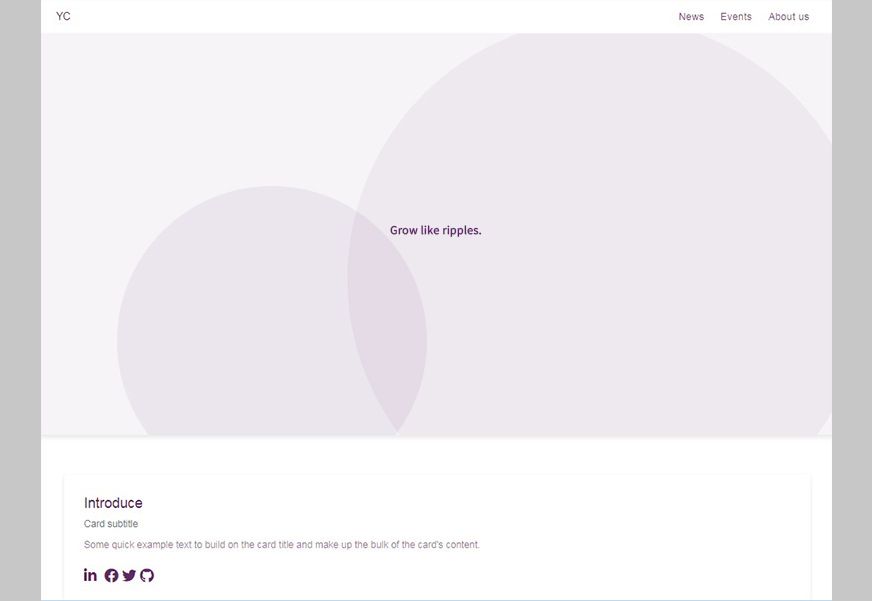 YC
News Events About us
Grow like ripples.
Introduce
Card subtitle
Some quick example text to build on the card title and make up the bulk of the card's content.
in